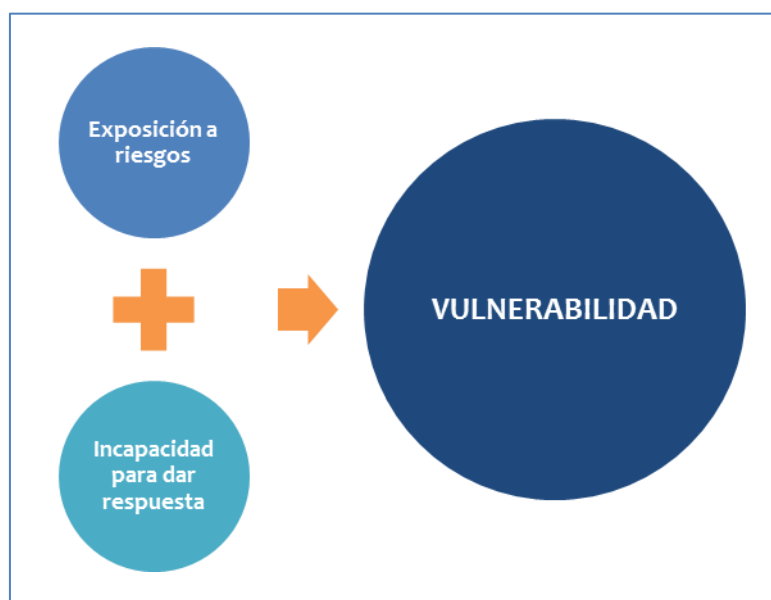 Exposición a
riesgos
Incapacidad
para dar
respuesta
VULNERABILIDAD